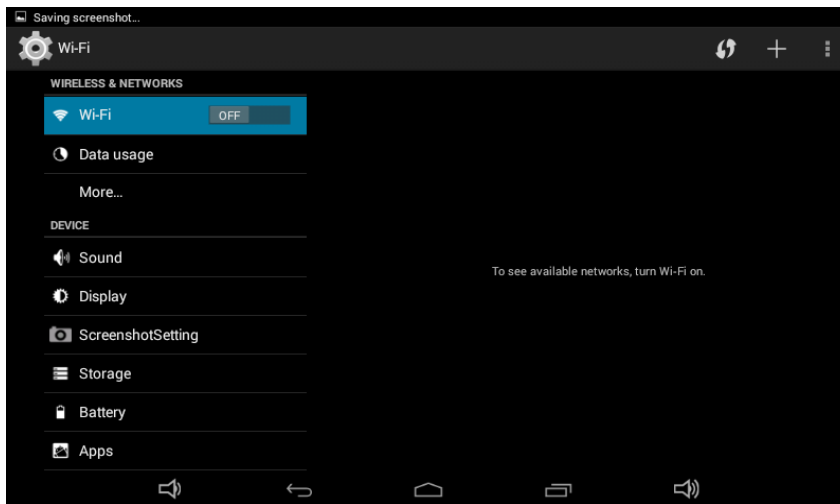 Saving screenshot...
Wi-Fi
WIRELESS & NETWORKS
Wi-Fi OFF
Data usage
More...
DEVICE
Sound
Display
ScreenshotSetting
Storage
Battery
Apps
To see available networks, turn Wi-Fi on.